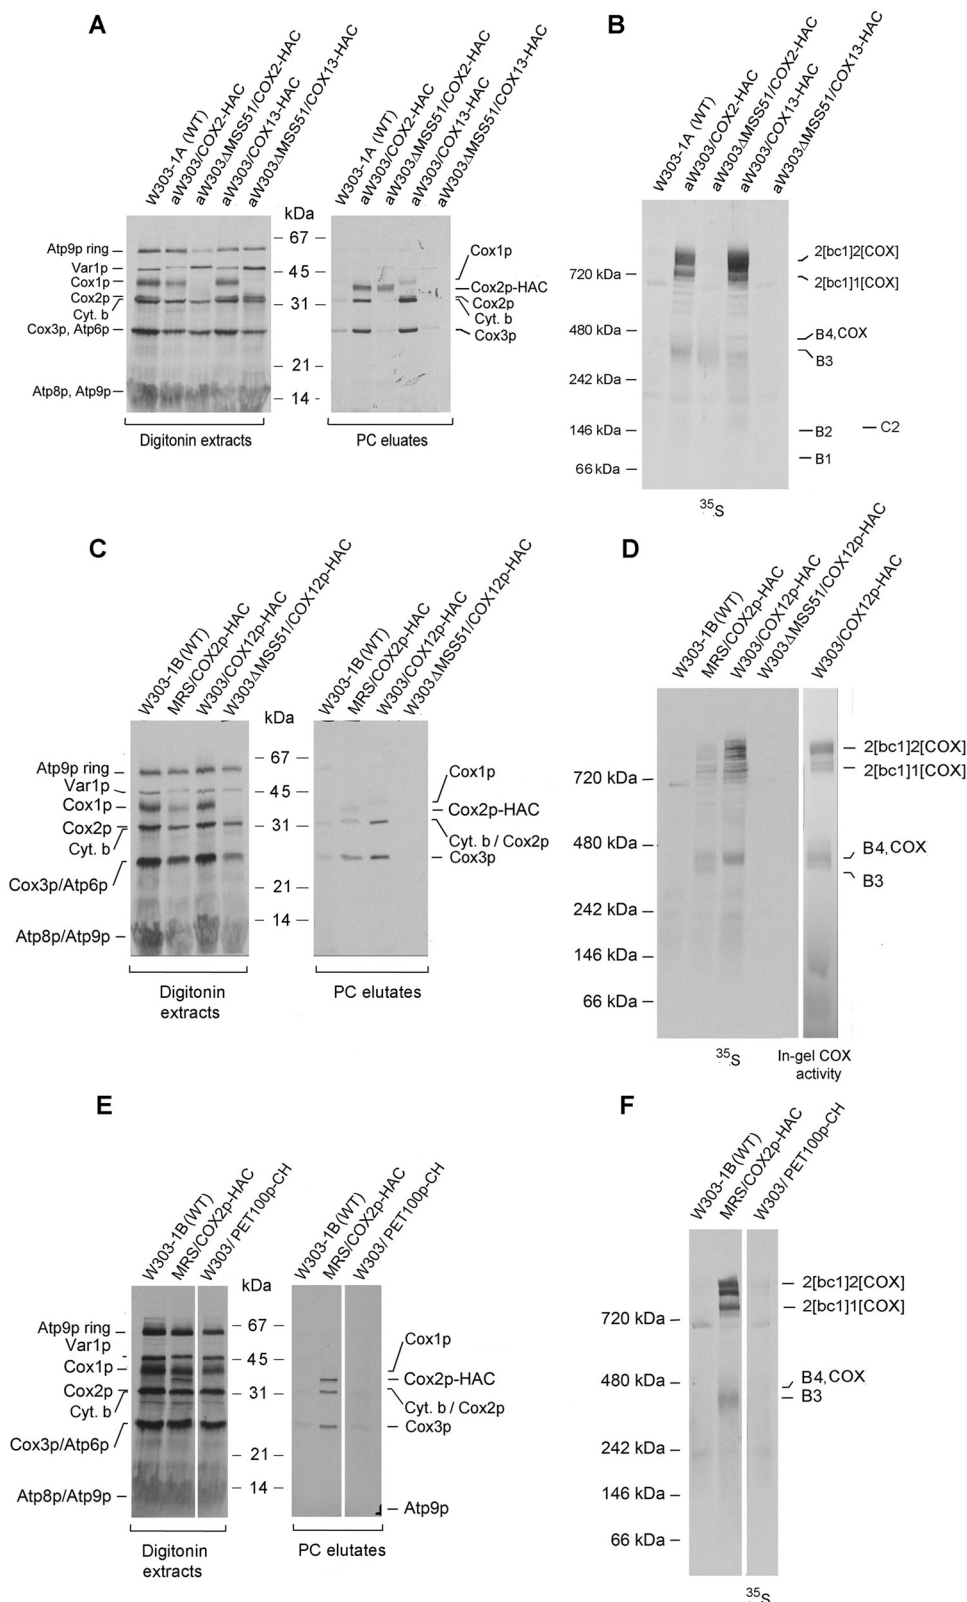 A
W303-1A (WT)
aW303/COX2-HAC
aW303ΔMSS51/COX2-HAC
aW303/COX13-HAC
aW303ΔMSS51/COX13-HAC
W303-1A (WT)
aW303/COX2-HAC
aW303ΔMSS51/COX2-HAC
aW303/COX13-HAC
aW303ΔMSS51/COX13-HAC
kDa
Atp9p ring
Var1p
Cox1p
Cox2p
Cyt. b
Cox3p, Atp6p
Atp8p, Atp9p
67
45
31
21
14
Cox1p
Cox2p-HAC
Cox2p
Cyt. b
Cox3p
Digitonin extracts
PC eluates
B
W303-1A (WT)
aW303/COX2-HAC
aW303ΔMSS51/COX2-HAC
aW303/COX13-HAC
aW303ΔMSS51/COX13-HAC
720 kDa
480 kDa
242 kDa
146 kDa
66 kDa
2[bc1]2[COX]
2[bc1]1[COX]
B4,COX
B3
B2
C2
B1
35S
C
W303-1B(WT)
MRS/COX2p-HAC
W303/COX12p-HAC
W303ΔMSS51/COX12p-HAC
W303-1B(WT)
MRS/COX2p-HAC
W303/COX12p-HAC
W303ΔMSS51/COX12p-HAC
kDa
Atp9p ring
Var1p
Cox1p
Cox2p
Cyt. b
Cox3p/Atp6p
Atp8p/Atp9p
67
45
31
21
14
Cox1p
Cox2p-HAC
Cyt. b / Cox2p
Cox3p
Digitonin
extracts
PC elutates
D
W303-1B(WT)
MRS/COX2p-HAC
W303/COX12p-HAC
W303ΔMSS51/COX12p-HAC
W303/COX12p-HAC
720 kDa
480 kDa
242 kDa
146 kDa
66 kDa
2[bc1]2[COX]
2[bc1]1[COX]
B4,COX
B3
35S
In-gel COX
activity
E
W303-1B(WT)
MRS/COX2p-HAC
W303/ PET100p-CH
W303-1B(WT)
MRS/COX2p-HAC
W303/ PET100p-CH
kDa
Atp9p ring
Var1p
Cox1p
Cox2p
Cyt. b
Cox3p/Atp6p
Atp8p/Atp9p
67
45
31
21
14
Cox1p
Cox2p-HAC
Cyt. b / Cox2p
Cox3p
Atp9p
Digitonin
extracts
PC elutates
F
W303-1B(WT)
MRS/COX2p-HAC
W303/ PET100p-CH
720 kDa
480 kDa
242 kDa
146 kDa
66 kDa
2[bc1]2[COX]
2[bc1]1[COX]
B4,COX
B3
35S